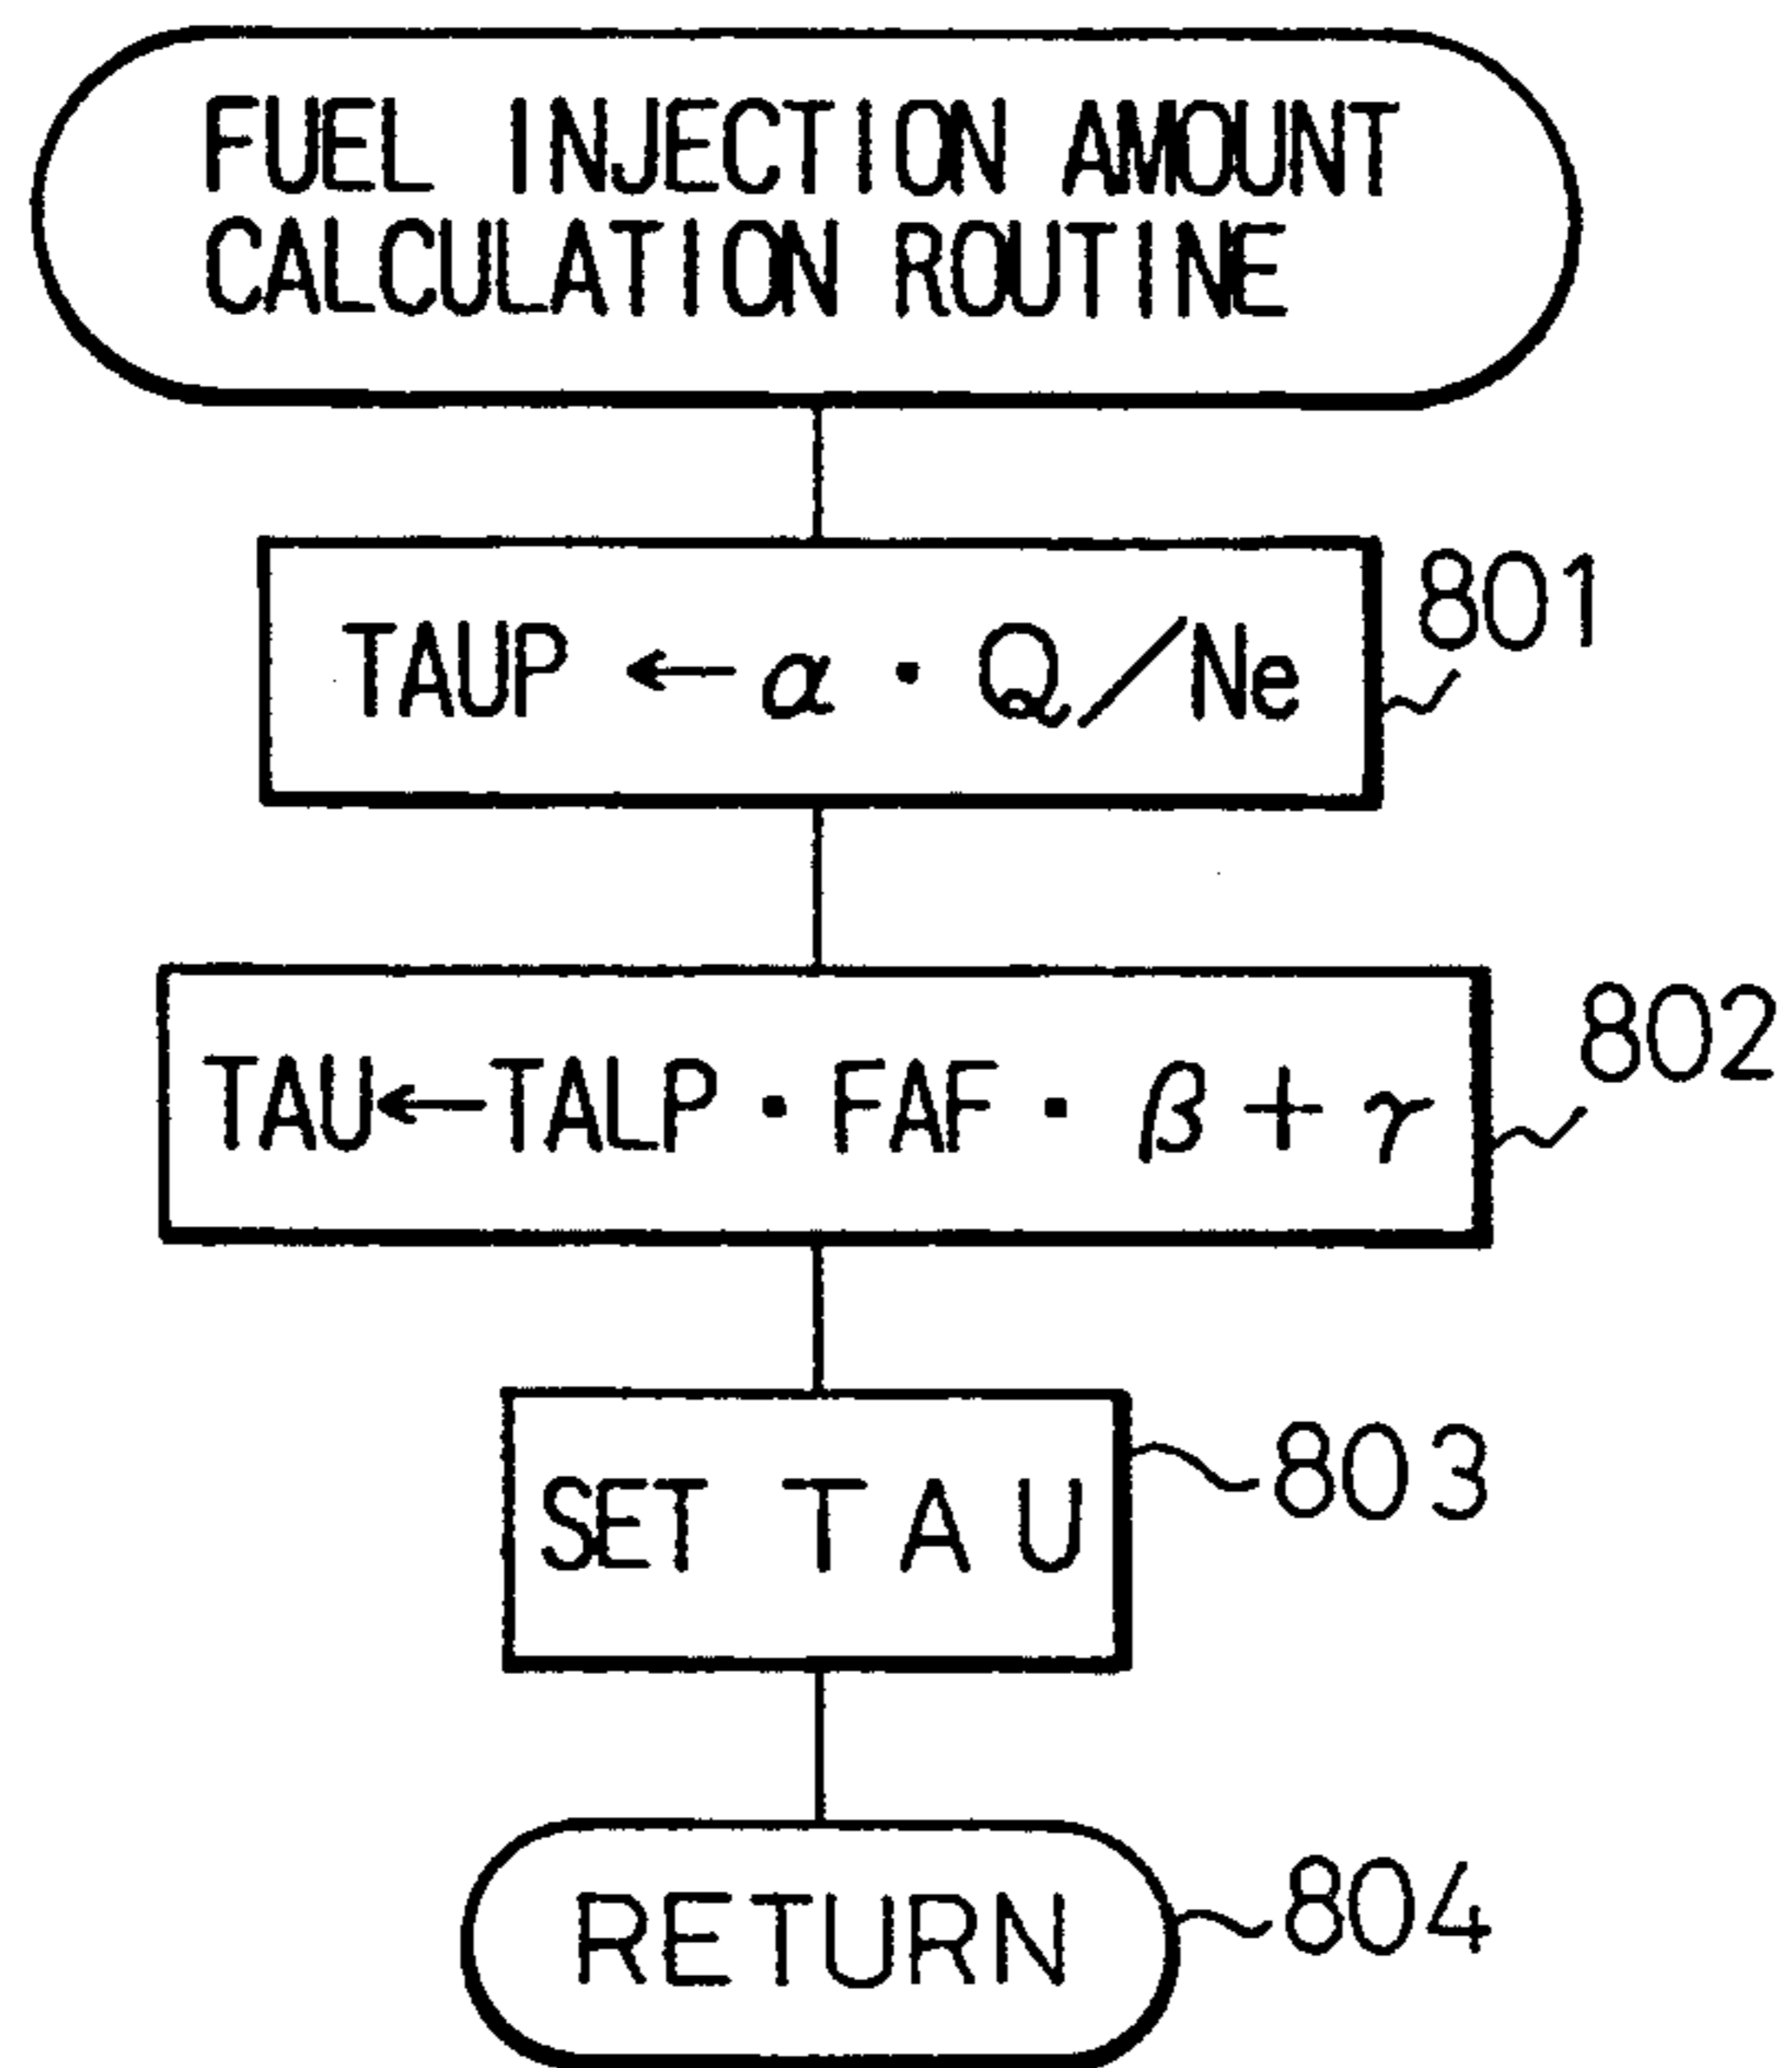 FUEL INJECTION AMOUNT
CALCULATION ROUTINE
TAUP ← α · Q/Ne
801
TAU←TALP · FAF · β + γ
802
SET TAU
803
RETURN
804